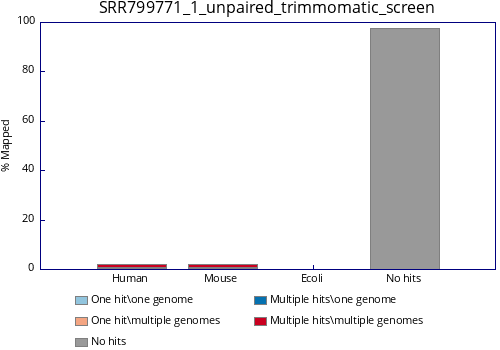 SRR799771_1_unpaired_trimmomatic_screen
100
80
60
40
20
0
% Mapped
Human Mouse Ecoli No hits
One hit\one genome Multiple hits\one genome
One hit\multiple genomes Multiple hits\multiple genomes
No hits